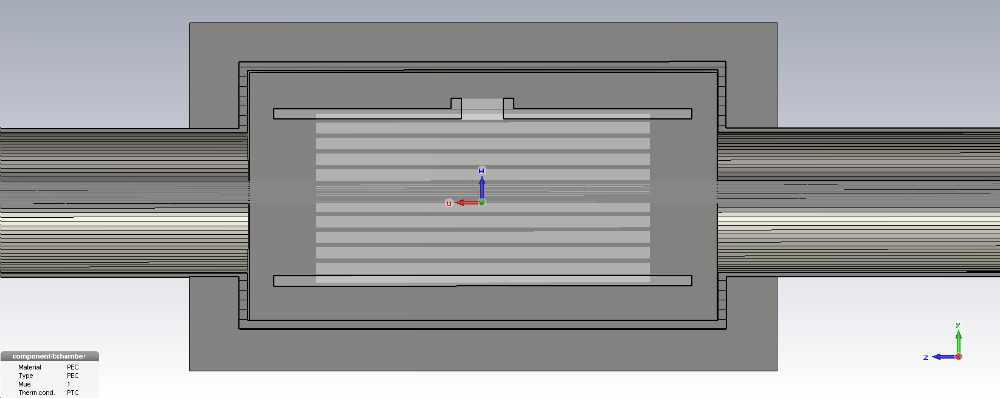 w
u
v
y
z
x
component4:chamber
Material PEC
Type PEC
Mue 1
Therm.cond. PTC